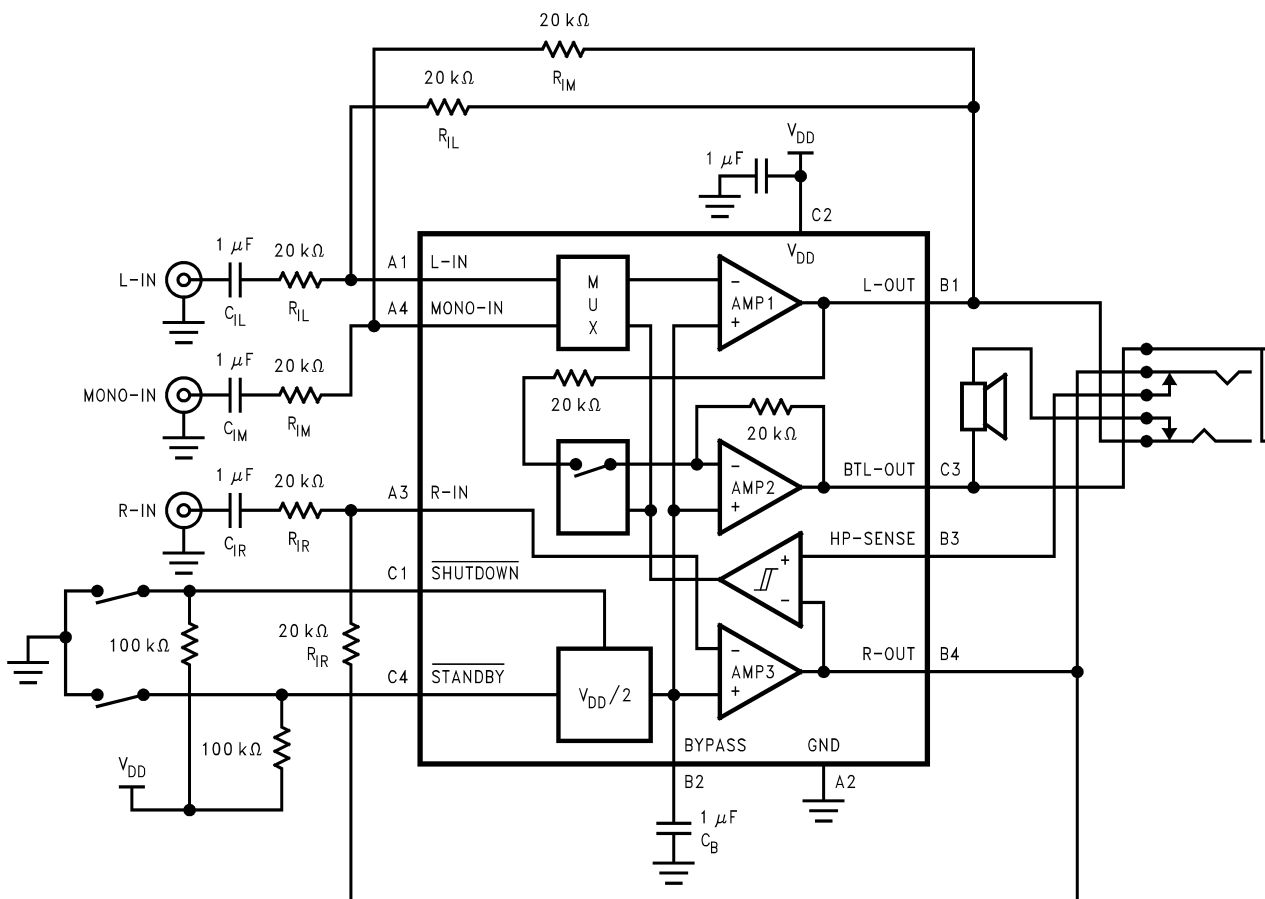 20 kΩ
R_IM
20 kΩ
R_IL
V_DD
1 μF
C2
V_DD
L-IN
1 μF
C_IL
20 kΩ
R_IL
A1
L-IN
A4
MONO-IN
M
U
X
-
AMP1
+
L-OUT
B1
MONO-IN
1 μF
C_IM
20 kΩ
R_IM
20 kΩ
20 kΩ
-
AMP2
+
BTL-OUT
C3
R-IN
1 μF
C_IR
20 kΩ
R_IR
A3
R-IN
HP-SENSE
B3
+
-
C1
SHUTDOWN
100 kΩ
20 kΩ
R_IR
C4
STANDBY
V_DD/2
-
AMP3
+
R-OUT
B4
100 kΩ
V_DD
BYPASS
GND
B2
A2
1 μF
C_B